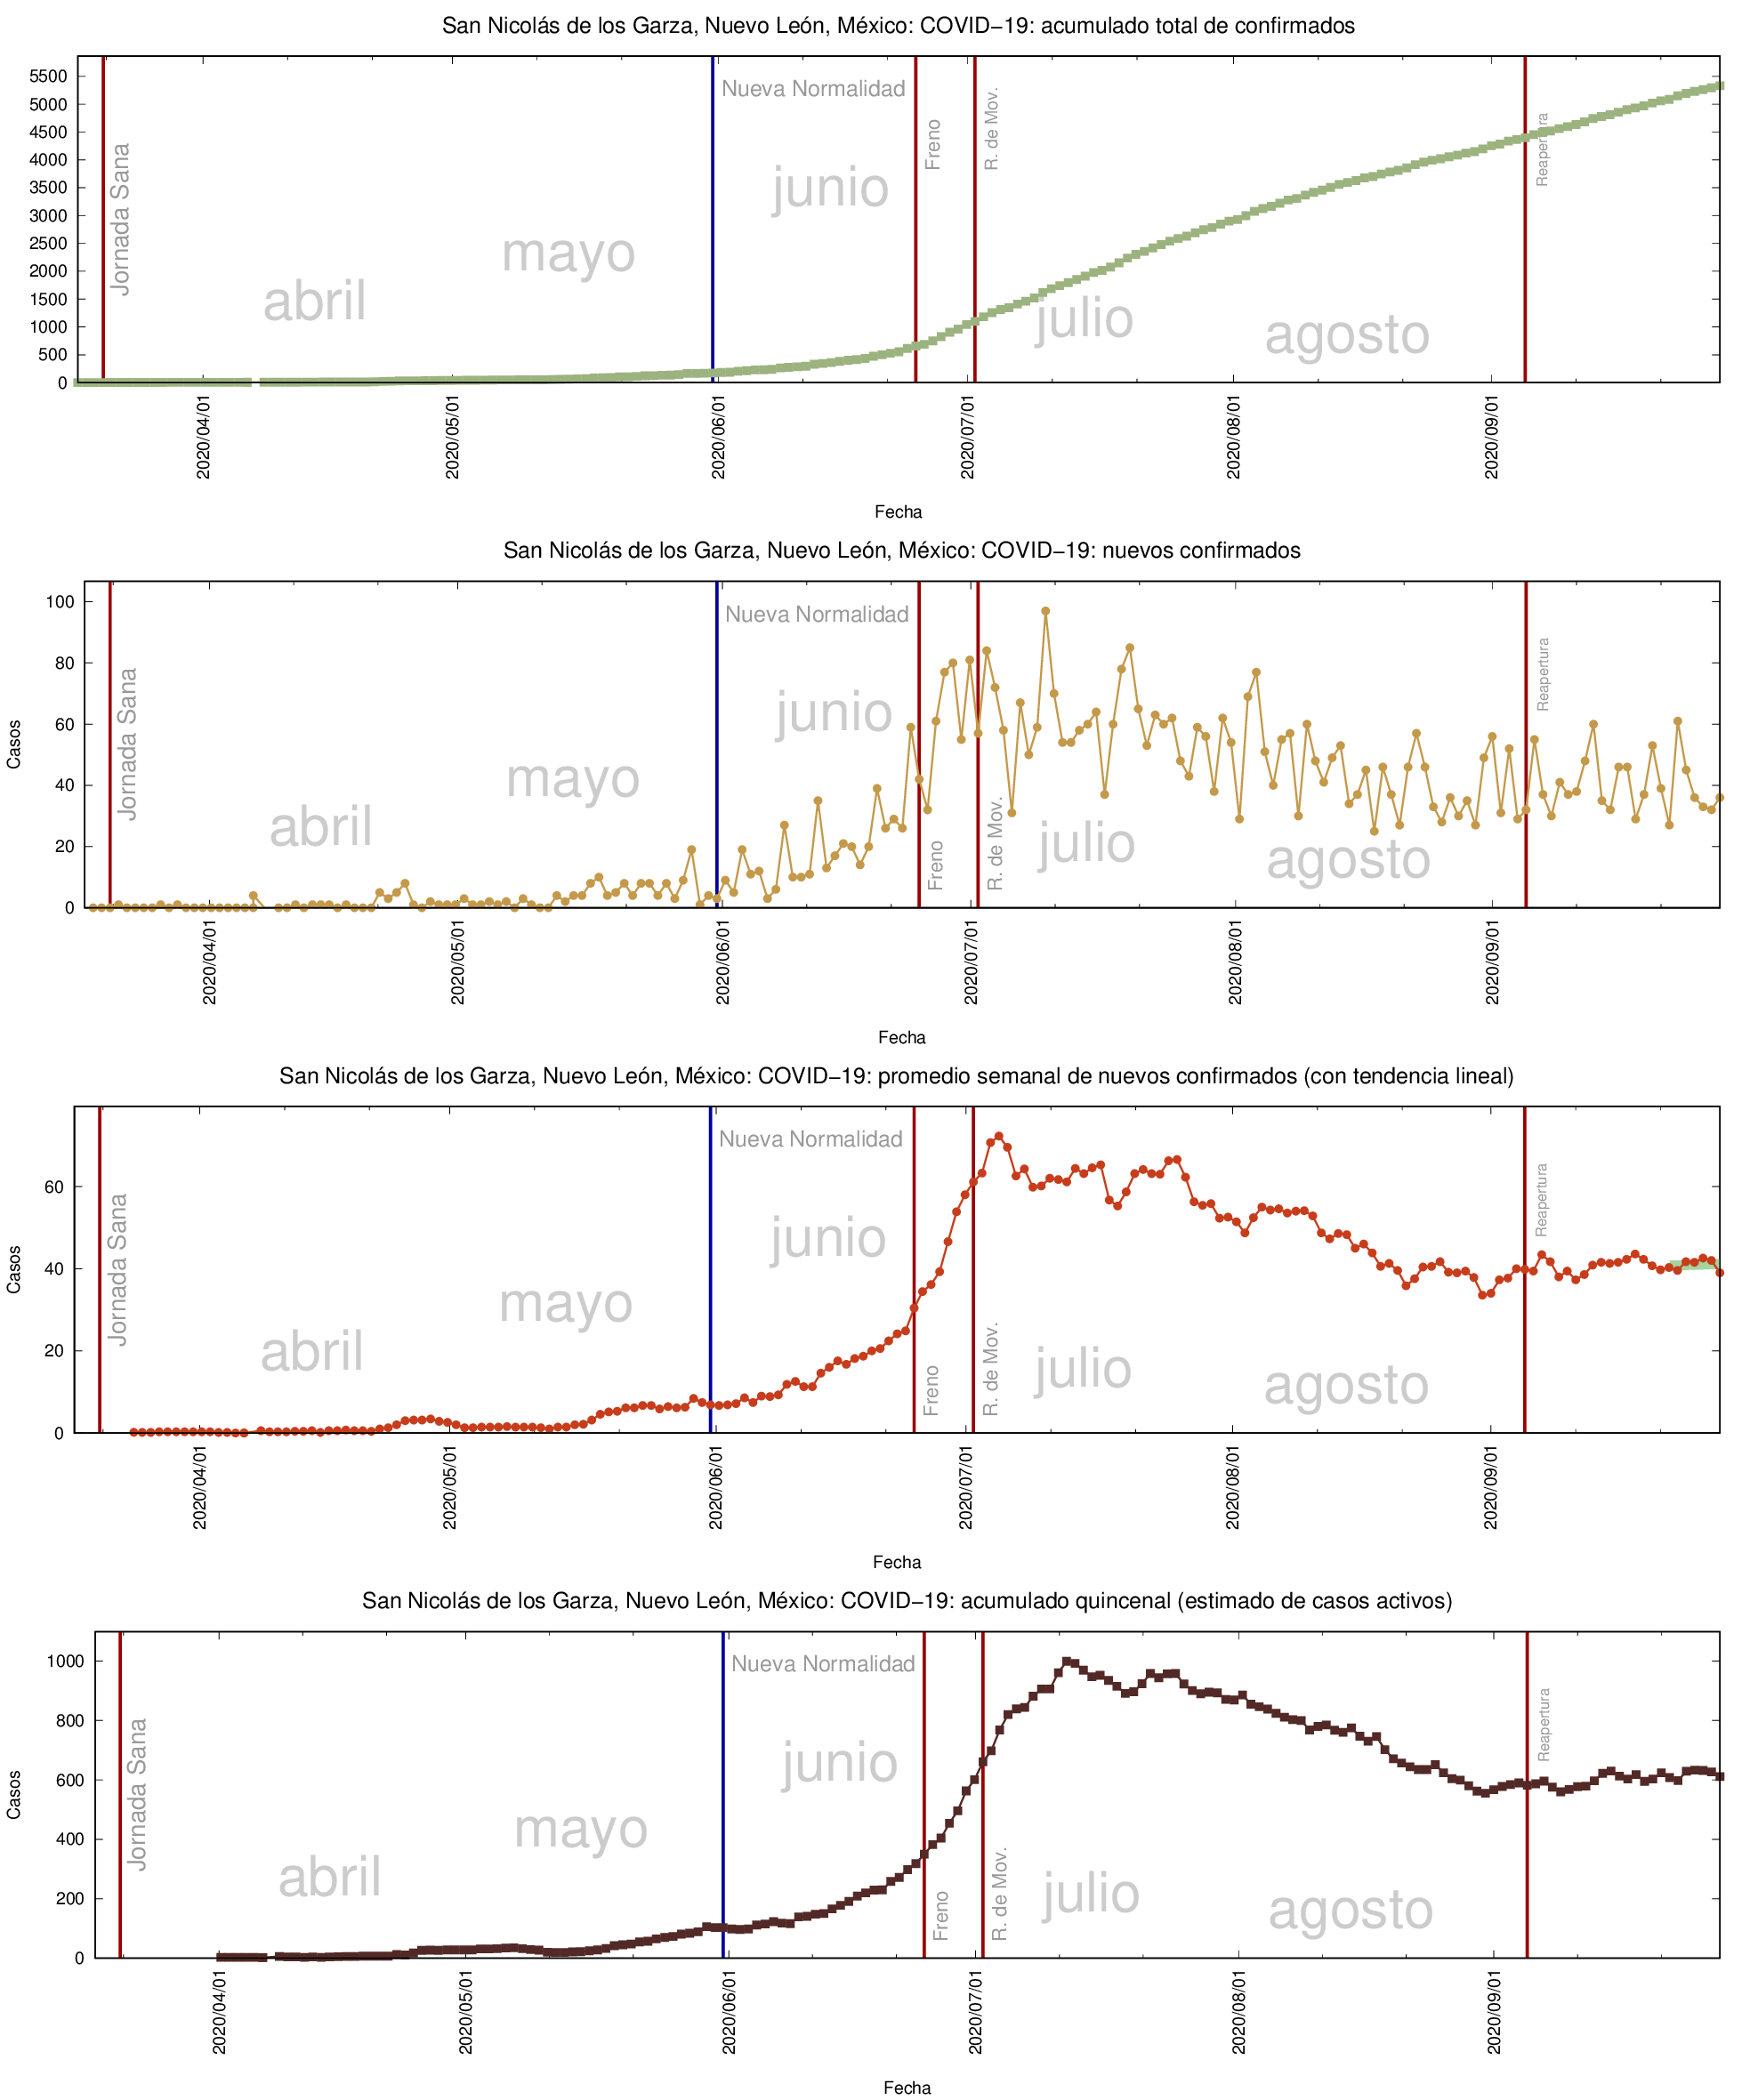 San Nicolás de los Garza, Nuevo León, México: COVID−19: acumulado total de confirmados
5500
5000
4500
4000
3500
3000
2500
2000
1500
1000
500
0
Jornada Sana
abril
mayo
Nueva Normalidad
junio
Freno
R. de Mov.
julio
agosto
Reapertura
2020/04/01
2020/05/01
2020/06/01
2020/07/01
2020/08/01
2020/09/01
Fecha
San Nicolás de los Garza, Nuevo León, México: COVID−19: nuevos confirmados
Casos
100
80
60
40
20
0
Jornada Sana
abril
mayo
Nueva Normalidad
junio
Freno
R. de Mov.
julio
agosto
Reapertura
2020/04/01
2020/05/01
2020/06/01
2020/07/01
2020/08/01
2020/09/01
Fecha
San Nicolás de los Garza, Nuevo León, México: COVID−19: promedio semanal de nuevos confirmados (con tendencia lineal)
Casos
60
40
20
0
Jornada Sana
abril
mayo
Nueva Normalidad
junio
Freno
R. de Mov.
julio
agosto
Reapertura
2020/04/01
2020/05/01
2020/06/01
2020/07/01
2020/08/01
2020/09/01
Fecha
San Nicolás de los Garza, Nuevo León, México: COVID−19: acumulado quincenal (estimado de casos activos)
Casos
1000
800
600
400
200
0
Jornada Sana
abril
mayo
Nueva Normalidad
junio
Freno
R. de Mov.
julio
agosto
Reapertura
2020/04/01
2020/05/01
2020/06/01
2020/07/01
2020/08/01
2020/09/01
Fecha